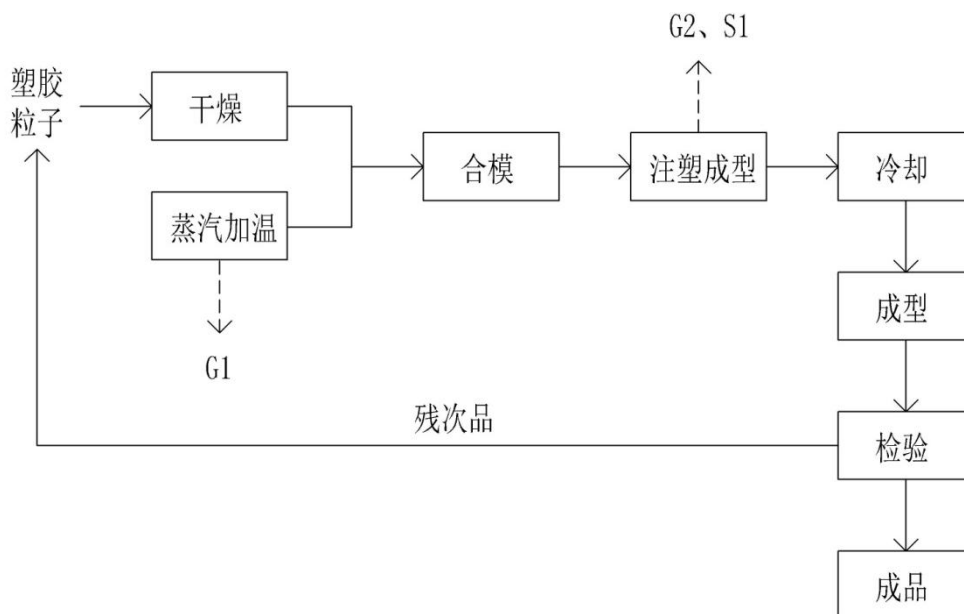 G2、S1
塑胶
粒子
干燥
合模
注塑成型
冷却
蒸汽加温
成型
G1
残次品
检验
成品